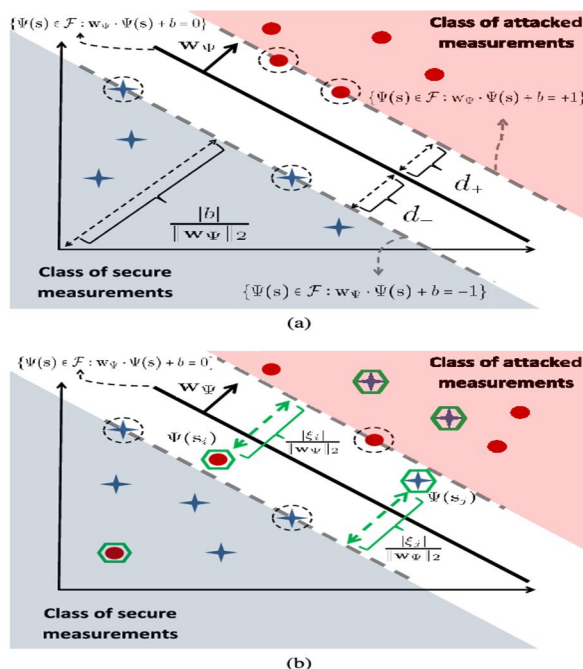 {Ψ(s) ∈ 𝓕 : w_Ψ · Ψ(s) + b = 0}
w_Ψ
Class of attacked
measurements
{Ψ(s) ∈ 𝓕 : w_Ψ · Ψ(s) + b = +1}
d₊
d₋
|b|
‖w_Ψ‖₂
Class of secure
measurements
{Ψ(s) ∈ 𝓕 : w_Ψ · Ψ(s) + b = −1}
(a)
{Ψ(s) ∈ 𝓕 : w_Ψ · Ψ(s) + b = 0}
w_Ψ
Class of attacked
measurements
Ψ(s_i)
|ξ_i|
‖w_Ψ‖₂
Ψ(s_j)
|ξ_j|
‖w_Ψ‖₂
Class of secure
measurements
(b)